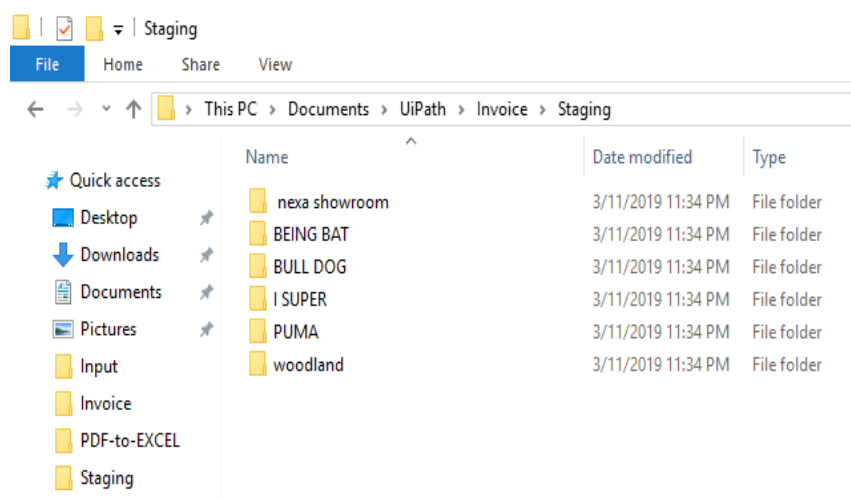 Staging
File Home Share View
This PC > Documents > UiPath > Invoice > Staging
Name Date modified Type
Quick access
Desktop
Downloads
Documents
Pictures
Input
Invoice
PDF-to-EXCEL
Staging
nexa showroom 3/11/2019 11:34 PM File folder
BEING BAT 3/11/2019 11:34 PM File folder
BULL DOG 3/11/2019 11:34 PM File folder
I SUPER 3/11/2019 11:34 PM File folder
PUMA 3/11/2019 11:34 PM File folder
woodland 3/11/2019 11:34 PM File folder